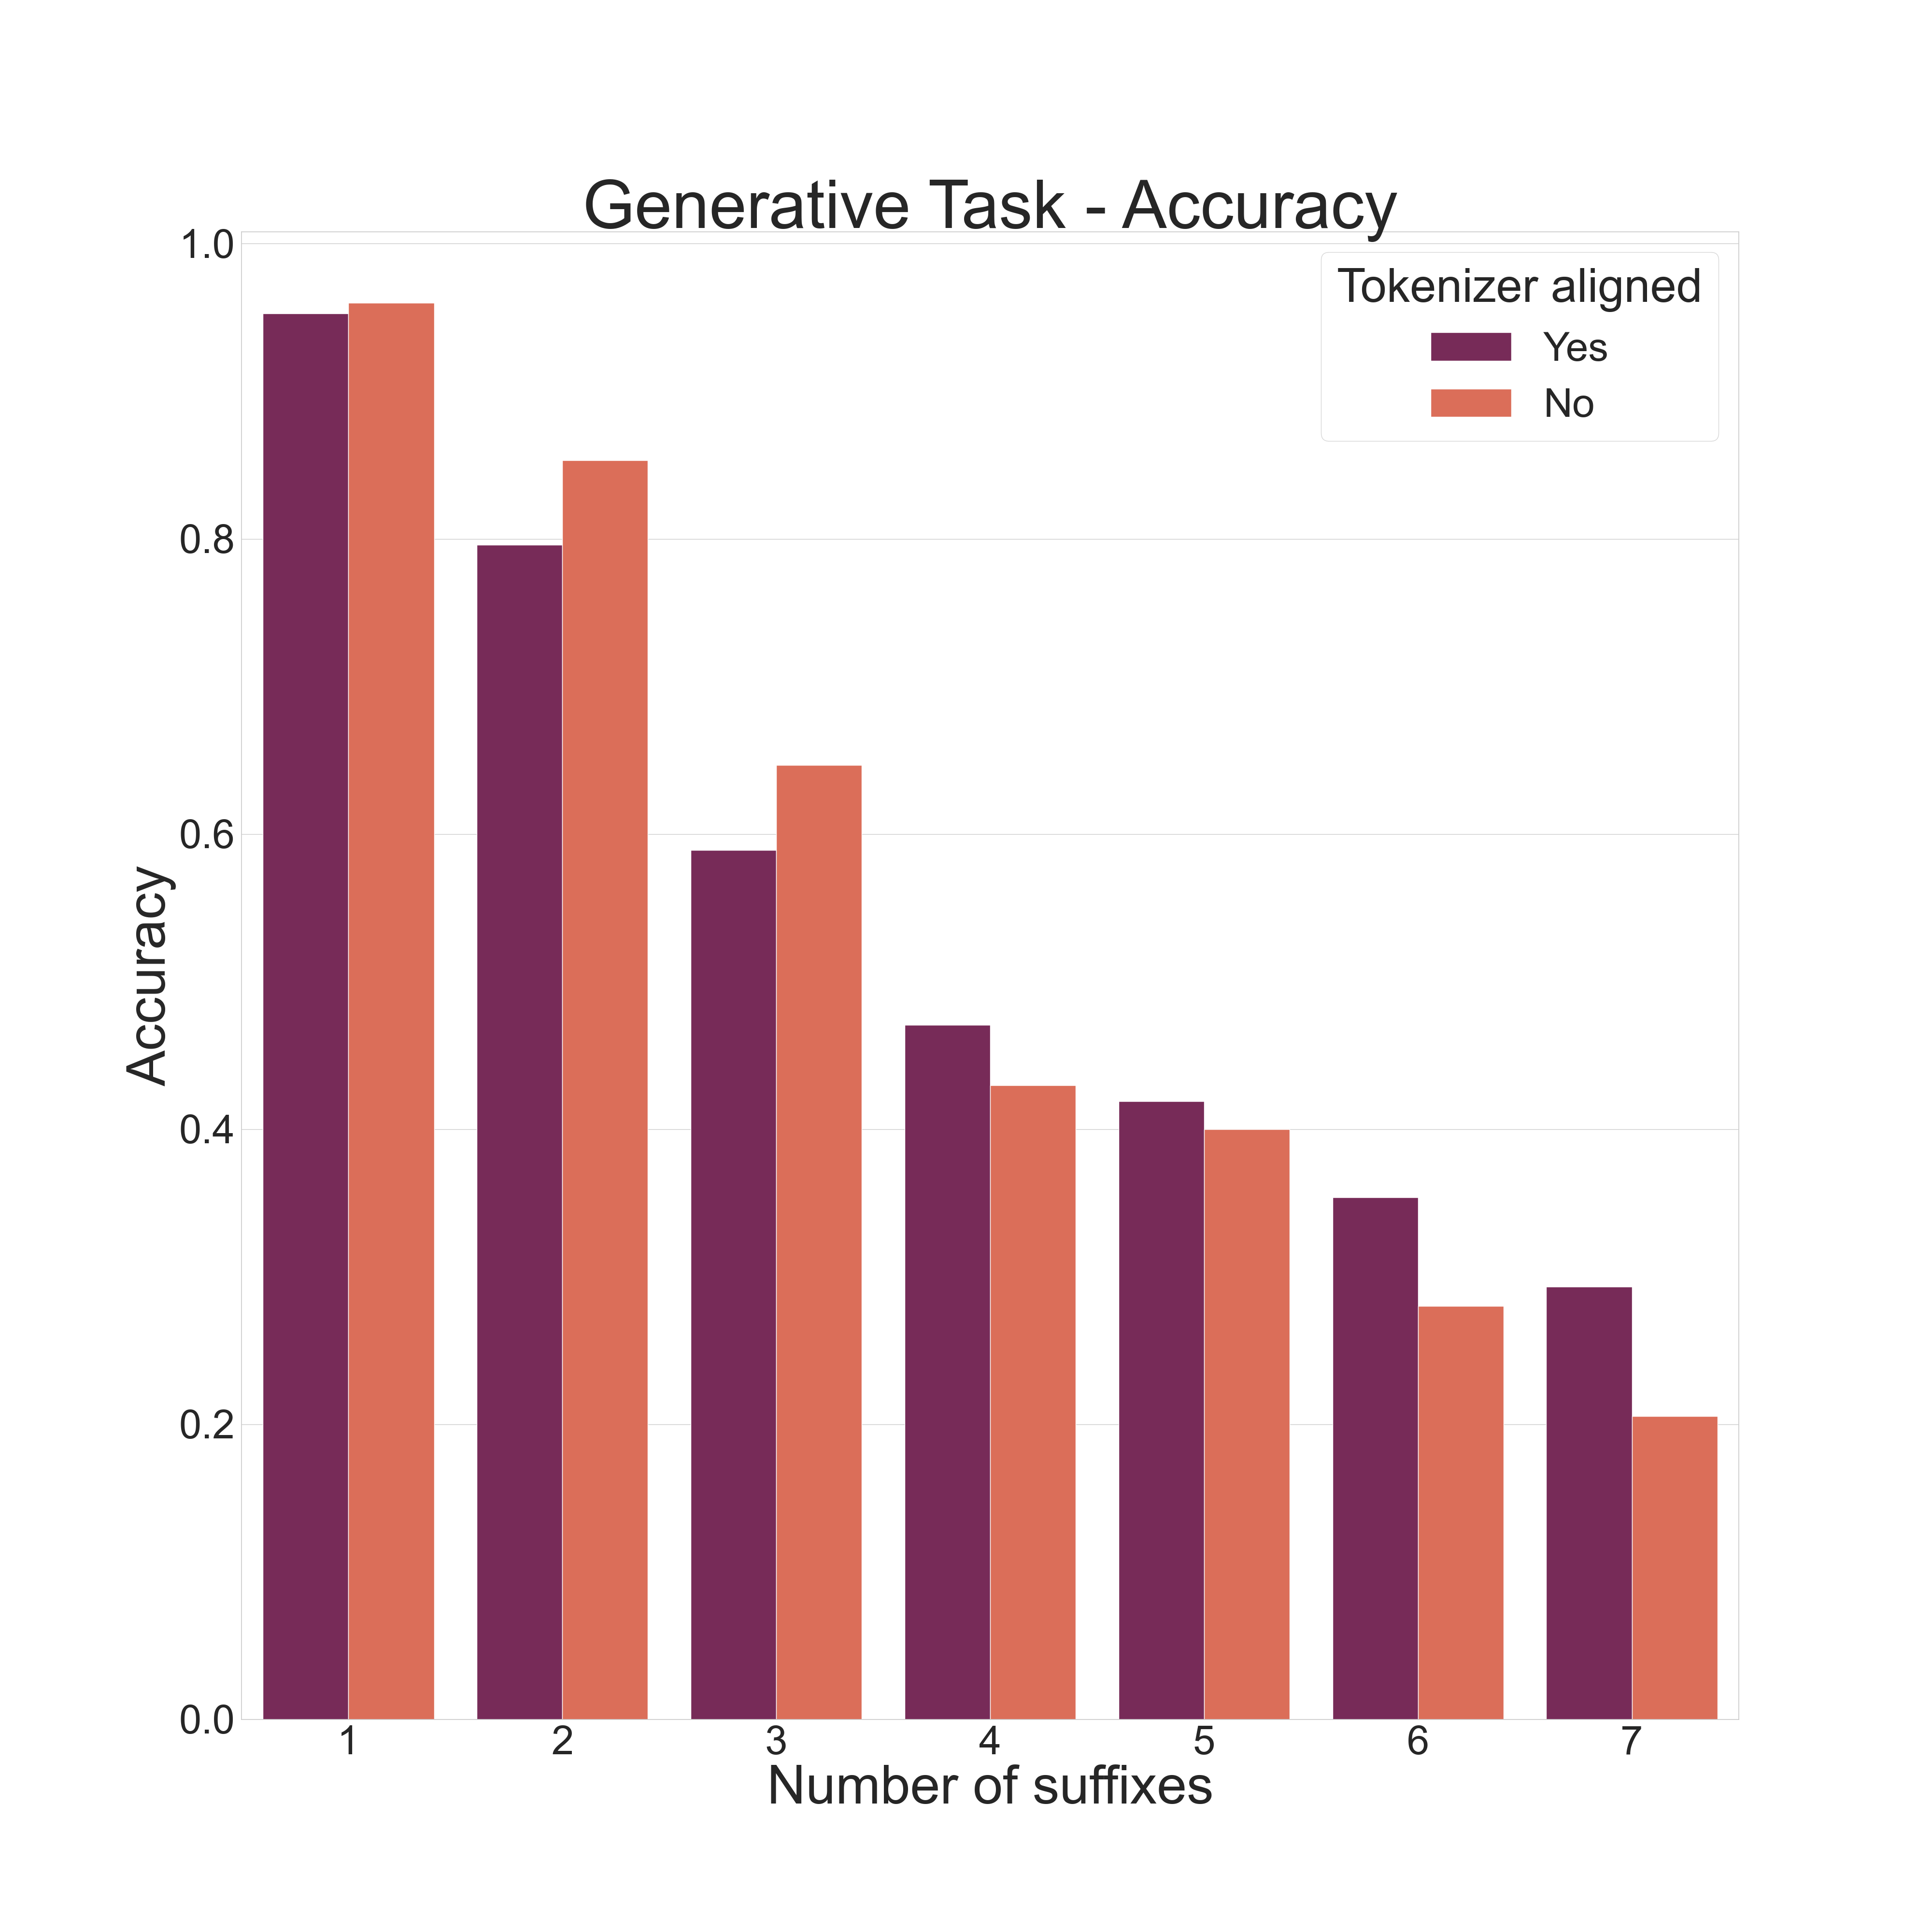 Generative Task - Accuracy
Tokenizer aligned
Yes
No
1.0
0.8
0.6
0.4
0.2
0.0
Accuracy
1 2 3 4 5 6 7
Number of suffixes